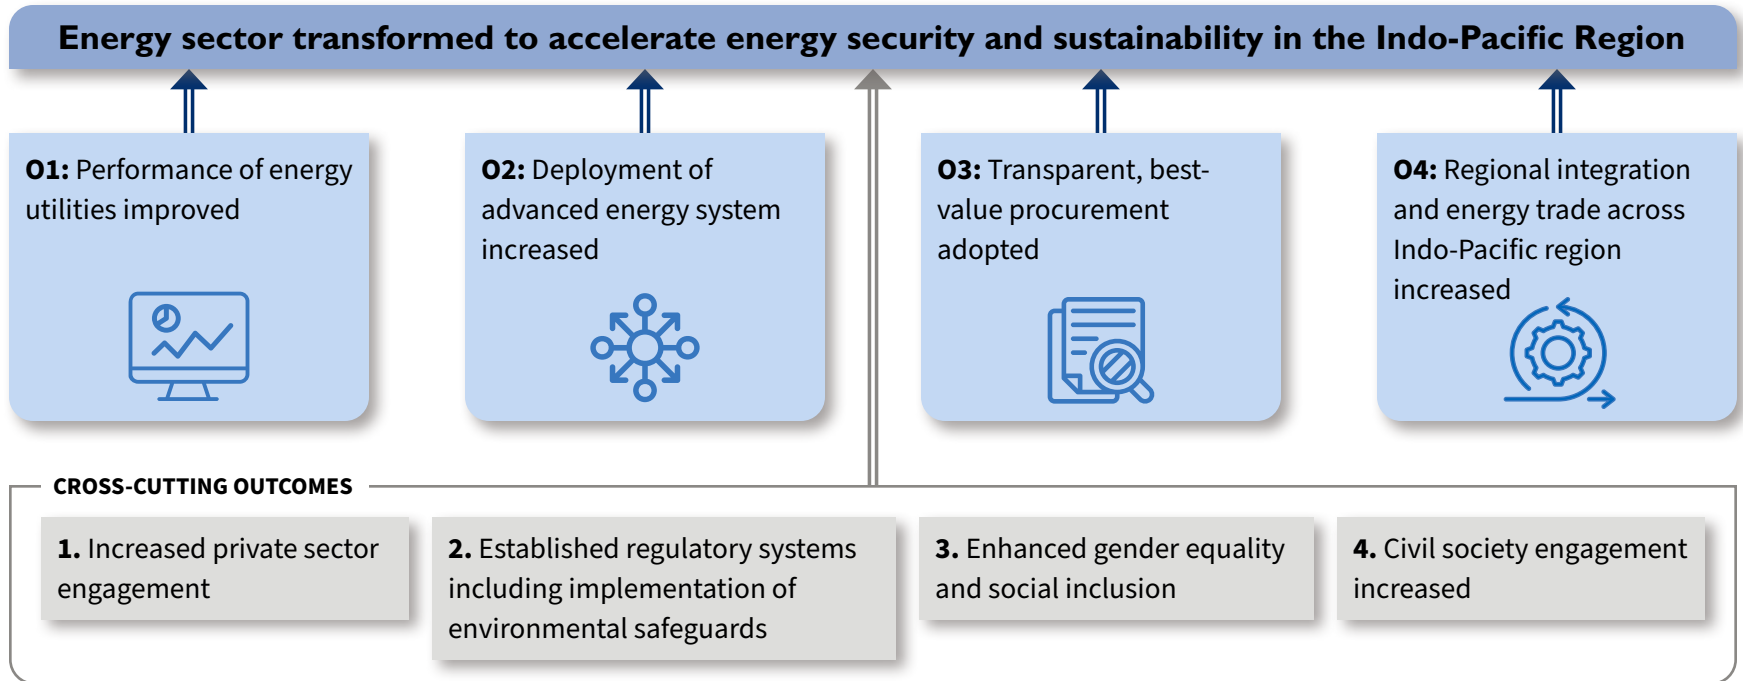 Energy sector transformed to accelerate energy security and sustainability in the Indo-Pacific Region
O1: Performance of energy
utilities improved
O2: Deployment of
advanced energy system
increased
O3: Transparent, best-
value procurement
adopted
O4: Regional integration
and energy trade across
Indo-Pacific region
increased
CROSS-CUTTING OUTCOMES
1. Increased private sector
engagement
2. Established regulatory systems
including implementation of
environmental safeguards
3. Enhanced gender equality
and social inclusion
4. Civil society engagement
increased